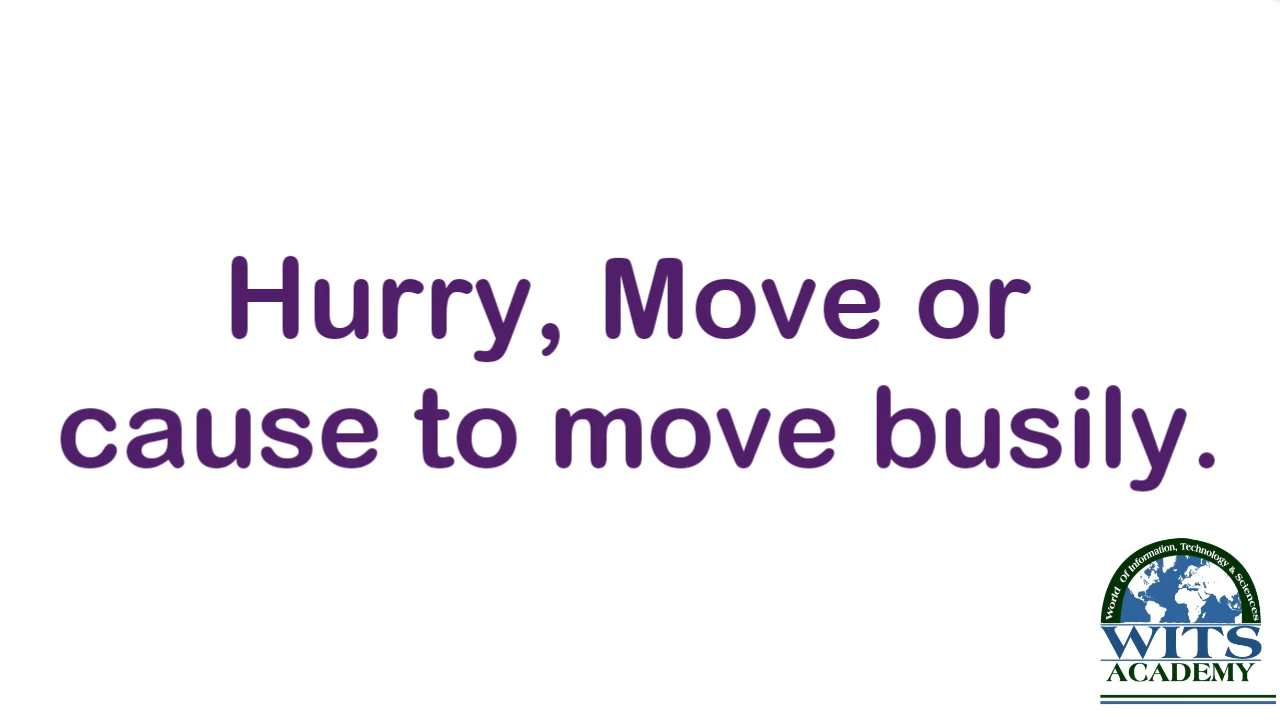 Hurry, Move or
cause to move busily.
World Of Information, Technology & Sciences
WITS
ACADEMY